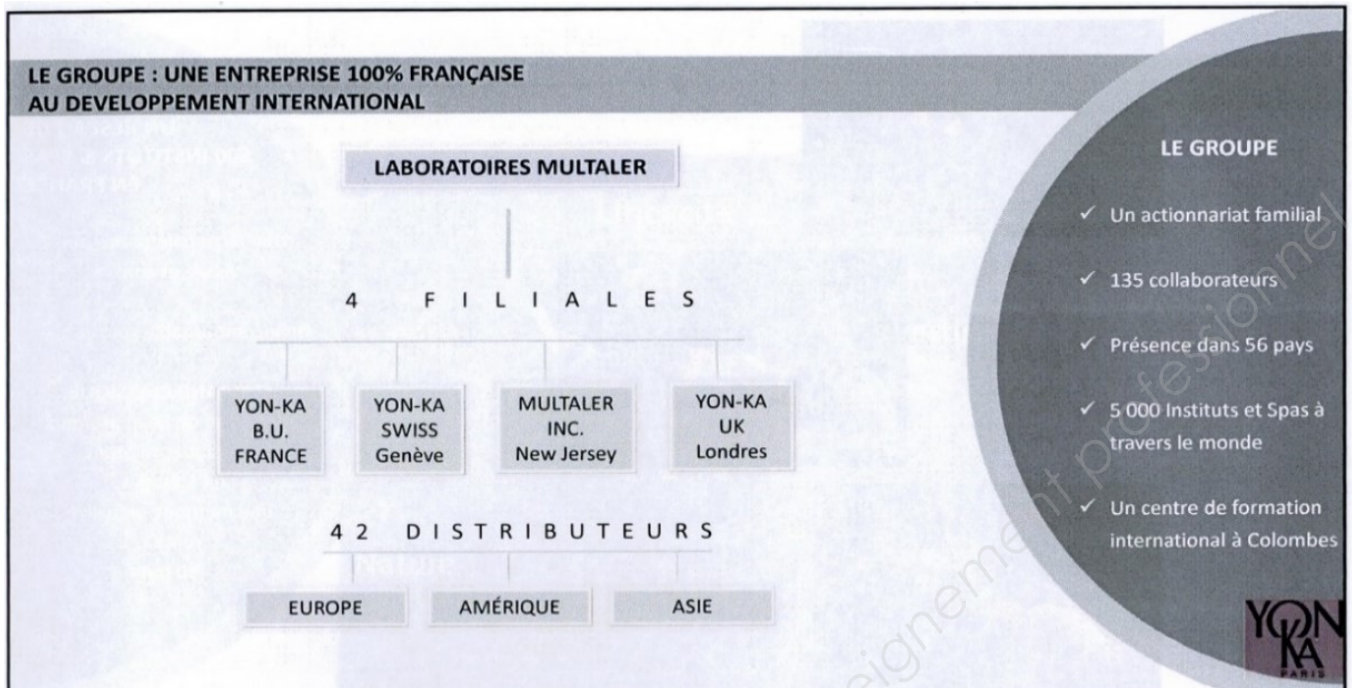 LE GROUPE : UNE ENTREPRISE 100% FRANÇAISE
AU DEVELOPPEMENT INTERNATIONAL
LABORATOIRES MULTALER
4 FILIALES
YON-KA
B.U.
FRANCE
YON-KA
SWISS
Genève
MULTALER
INC.
New Jersey
YON-KA
UK
Londres
42 DISTRIBUTEURS
EUROPE
AMÉRIQUE
ASIE
LE GROUPE
✓ Un actionnariat familial
✓ 135 collaborateurs
✓ Présence dans 56 pays
✓ 5 000 Instituts et Spas à
travers le monde
✓ Un centre de formation
international à Colombes
YON
KA
PARIS
eignement professionnel